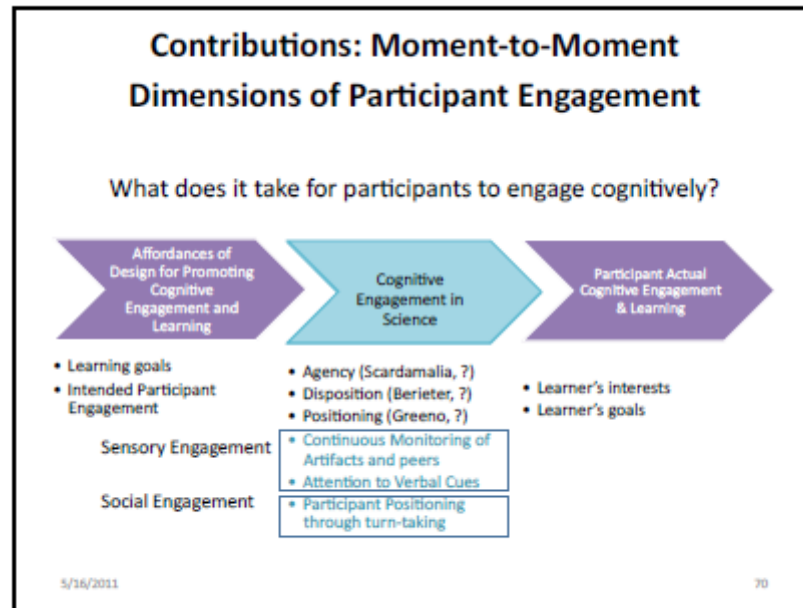 Contributions: Moment-to-Moment
Dimensions of Participant Engagement
What does it take for participants to engage cognitively?
Affordances of
Design for Promoting
Cognitive
Engagement and
Learning
Cognitive
Engagement in
Science
Participant Actual
Cognitive Engagement
& Learning
• Learning goals
• Intended Participant
Engagement
• Agency (Scardamalia, ?)
• Disposition (Berieter, ?)
• Positioning (Greeno, ?)
• Learner's interests
• Learner's goals
Sensory Engagement
• Continuous Monitoring of
Artifacts and peers
• Attention to Verbal Cues
Social Engagement
• Participant Positioning
through turn-taking
5/16/2011
70